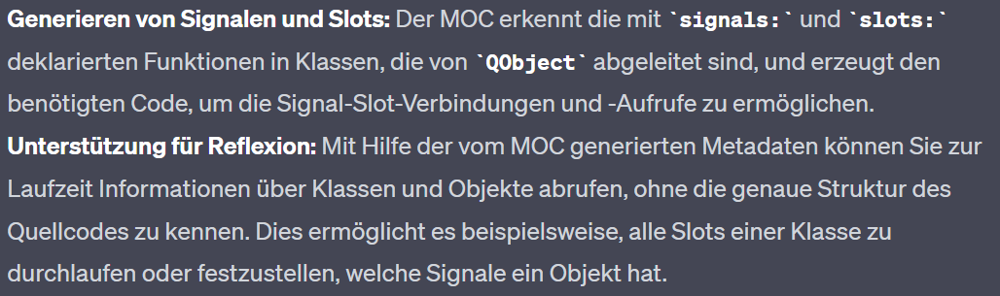 Generieren von Signalen und Slots: Der MOC erkennt die mit `signals:` und `slots:`
deklarierten Funktionen in Klassen, die von `QObject` abgeleitet sind, und erzeugt den
benötigten Code, um die Signal-Slot-Verbindungen und -Aufrufe zu ermöglichen.
Unterstützung für Reflexion: Mit Hilfe der vom MOC generierten Metadaten können Sie zur
Laufzeit Informationen über Klassen und Objekte abrufen, ohne die genaue Struktur des
Quellcodes zu kennen. Dies ermöglicht es beispielsweise, alle Slots einer Klasse zu
durchlaufen oder festzustellen, welche Signale ein Objekt hat.